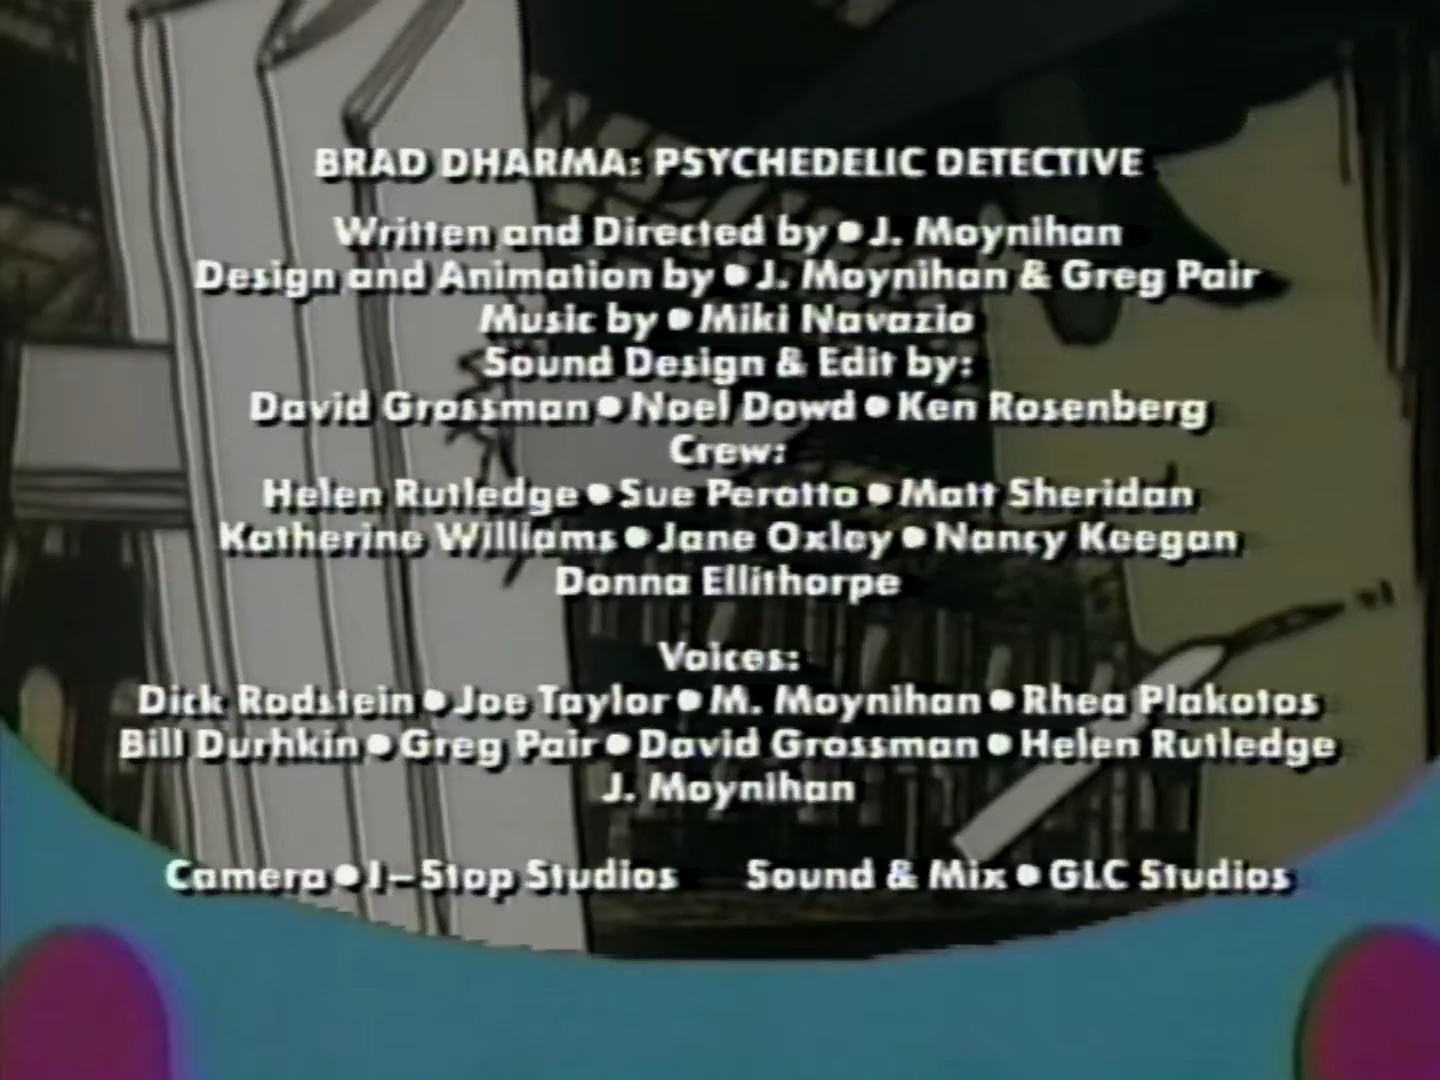 BRAD DHARMA: PSYCHEDELIC DETECTIVE
Written and Directed by • J. Moynihan
Design and Animation by • J. Moynihan & Greg Pair
Music by • Miki Navazio
Sound Design & Edit by:
David Grossman • Noel Dowd • Ken Rosenberg
Crew:
Helen Rutledge • Sue Perotto • Matt Sheridan
Katherine Williams • Jane Oxley • Nancy Keegan
Donna Ellithorpe
Voices:
Dick Rodstein • Joe Taylor • M. Moynihan • Rhea Plakotos
Bill Durhkin • Greg Pair • David Grossman • Helen Rutledge
J. Moynihan
Camera • I-Stop Studios Sound & Mix • GLC Studios